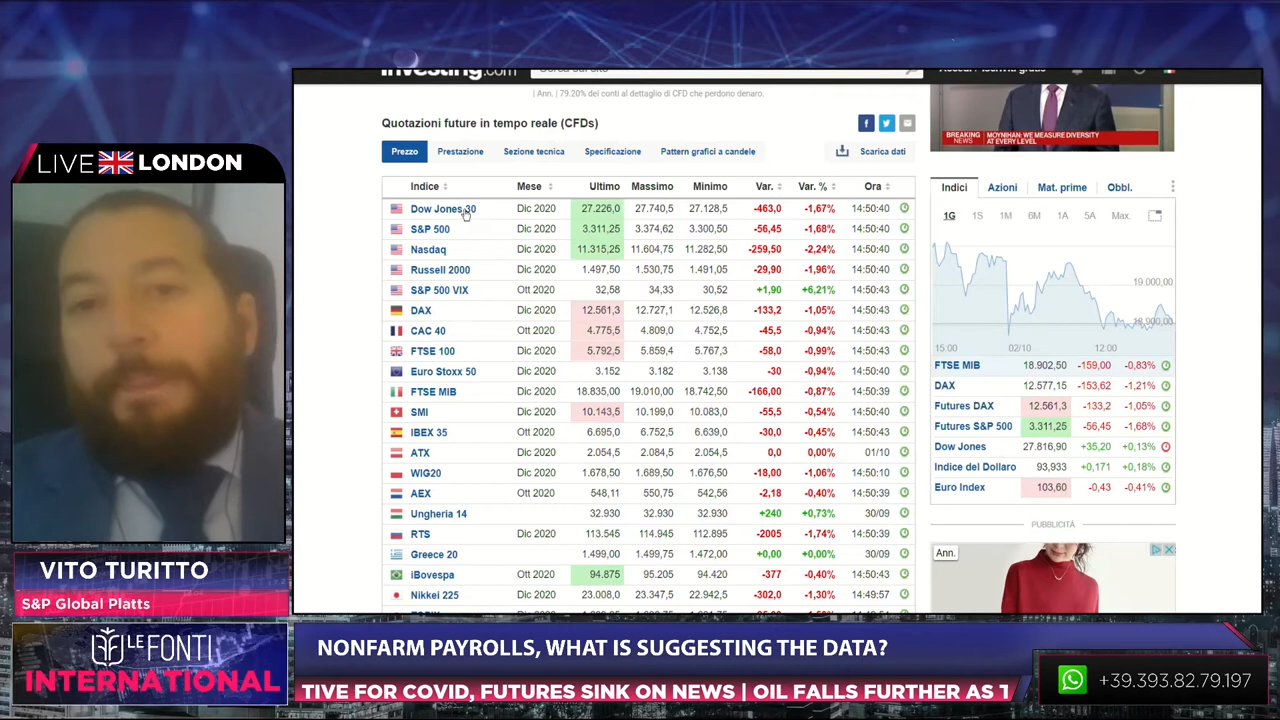 LIVE LONDON
VITO TURITTO
S&P Global Platts
LE FONTI
INTERNATIONAL
Investing.com
| Ann. | 79.20% dei conti al dettaglio di CFD che perdono denaro.
Quotazioni future in tempo reale (CFDs)
Prezzo Prestazione Sezione tecnica Specificazione Pattern grafici a candele Scarica dati
Indice Mese Ultimo Massimo Minimo Var. Var. % Ora
Dow Jones 30 Dic 2020 27.226,0 27.740,5 27.128,5 -463,0 -1,67% 14:50:40
S&P 500 Dic 2020 3.311,25 3.374,62 3.300,50 -56,45 -1,68% 14:50:40
Nasdaq Dic 2020 11.315,25 11.604,75 11.282,50 -259,50 -2,24% 14:50:40
Russell 2000 Dic 2020 1.497,50 1.530,75 1.491,05 -29,90 -1,96% 14:50:40
S&P 500 VIX Ott 2020 32,58 34,33 30,52 +1,90 +6,21% 14:50:40
DAX Dic 2020 12.561,3 12.727,1 12.526,8 -133,2 -1,05% 14:50:43
CAC 40 Ott 2020 4.775,5 4.809,0 4.752,5 -45,5 -0,94% 14:50:43
FTSE 100 Dic 2020 5.792,5 5.859,4 5.767,3 -58,0 -0,99% 14:50:43
Euro Stoxx 50 Dic 2020 3.152 3.182 3.138 -30 -0,94% 14:50:40
FTSE MIB Dic 2020 18.835,00 19.010,00 18.742,50 -166,00 -0,87% 14:50:39
SMI Dic 2020 10.143,5 10.199,0 10.083,0 -55,5 -0,54% 14:50:40
IBEX 35 Ott 2020 6.695,0 6.752,5 6.639,0 -30,0 -0,45% 14:50:43
ATX Dic 2020 2.054,5 2.084,5 2.054,5 0,0 0,00% 01/10
WIG20 Dic 2020 1.678,50 1.689,50 1.676,50 -18,00 -1,06% 14:50:10
AEX Ott 2020 548,11 550,75 542,56 -2,18 -0,40% 14:50:39
Ungheria 14 32.930 32.930 32.930 +240 +0,73% 30/09
RTS Dic 2020 113.545 114.945 112.895 -2005 -1,74% 14:50:39
Greece 20 1.499,00 1.499,75 1.472,00 +0,00 +0,00% 30/09
iBovespa Ott 2020 94.875 95.205 94.420 -377 -0,40% 14:50:43
Nikkei 225 Dic 2020 23.008,0 23.347,5 22.942,5 -302,0 -1,30% 14:49:57
BREAKING NEWS MOYNIHAN: WE MEASURE DIVERSITY
AT EVERY LEVEL
Indici Azioni Mat. prime Obbl.
1G 1S 1M 6M 1A 5A Max.
19.000,00
18.900,00
15:00 02/10 12:00
FTSE MIB 18.902,50 -159,00 -0,83%
DAX 12.577,15 -153,62 -1,21%
Futures DAX 12.561,3 -133,2 -1,05%
Futures S&P 500 3.311,25 -56,45 -1,68%
Dow Jones 27.816,90 +35,20 +0,13%
Indice del Dollaro 93,933 +0,171 +0,18%
Euro Index 103,60 -0,43 -0,41%
PUBBLICITÀ
Ann.
NONFARM PAYROLLS, WHAT IS SUGGESTING THE DATA?
TIVE FOR COVID, FUTURES SINK ON NEWS | OIL FALLS FURTHER AS
+39.393.82.79.197